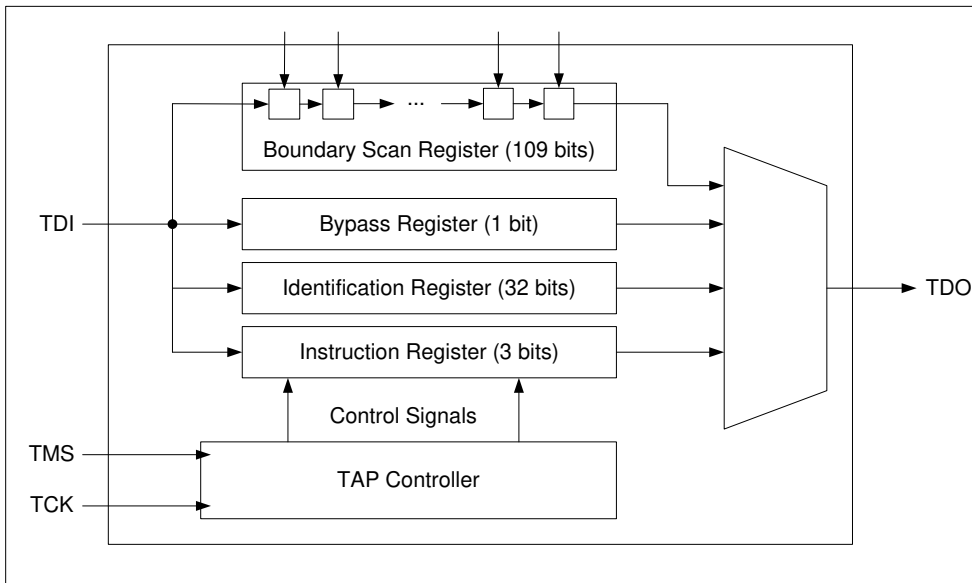 ...
Boundary Scan Register (109 bits)
TDI
Bypass Register (1 bit)
Identification Register (32 bits)
TDO
Instruction Register (3 bits)
Control Signals
TMS
TAP Controller
TCK